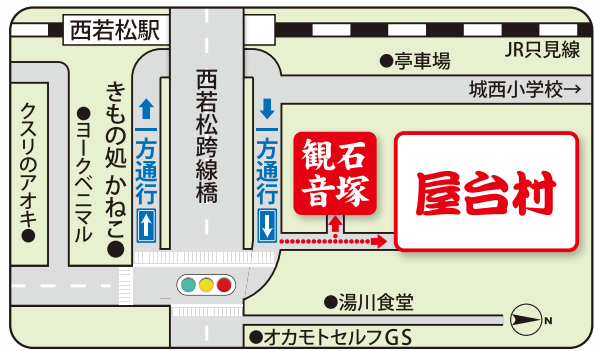 西若松駅
JR只見線
亭車場
城西小学校→
西若松跨線橋
一方通行
一方通行
きもの処 かねこ
ヨークベニマル
クスリのアオキ
石塚
観音
屋台村
湯川食堂
オカモトセルフGS
N